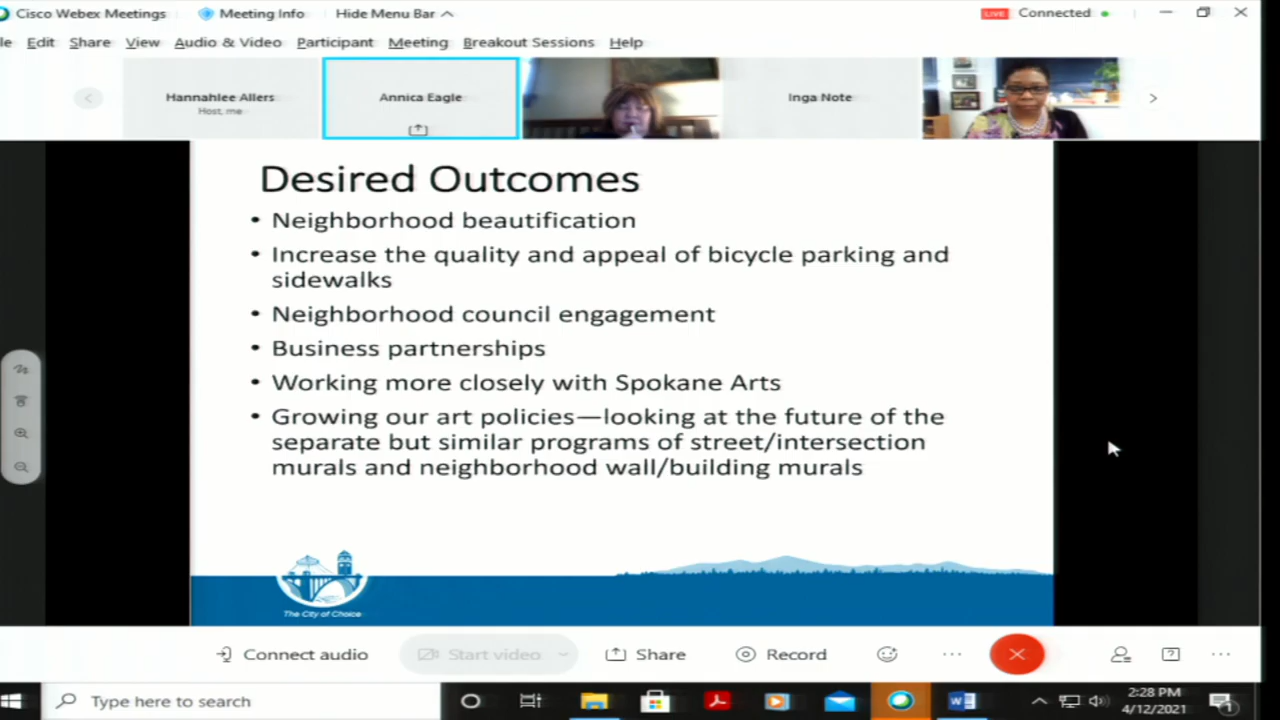 Cisco Webex Meetings Meeting Info Hide Menu Bar LIVE Connected
le Edit Share View Audio & Video Participant Meeting Breakout Sessions Help
Hannahlee Allers
Host, me
Annica Eagle
Inga Note
Desired Outcomes
• Neighborhood beautification
• Increase the quality and appeal of bicycle parking and
sidewalks
• Neighborhood council engagement
• Business partnerships
• Working more closely with Spokane Arts
• Growing our art policies—looking at the future of the
separate but similar programs of street/intersection
murals and neighborhood wall/building murals
The City of Choice
Connect audio Start video Share Record
Type here to search
2:28 PM
4/12/2021
1